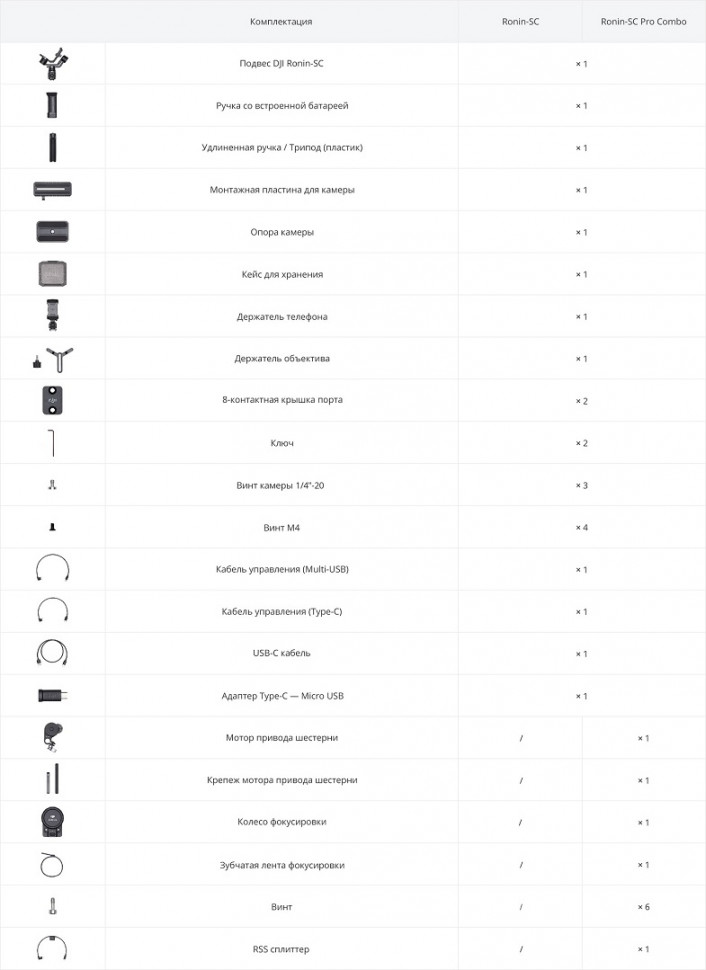 Комплектация Ronin-SC Ronin-SC Pro Combo
Подвес DJI Ronin-SC × 1
Ручка со встроенной батареей × 1
Удлиненная ручка / Трипод (пластик) × 1
Монтажная пластина для камеры × 1
Опора камеры × 1
Кейс для хранения × 1
Держатель телефона × 1
Держатель объектива × 1
8-контактная крышка порта × 2
Ключ × 2
Винт камеры 1/4"-20 × 3
Винт M4 × 4
Кабель управления (Multi-USB) × 1
Кабель управления (Type-C) × 1
USB-C кабель × 1
Адаптер Type-C — Micro USB × 1
Мотор привода шестерни / × 1
Крепеж мотора привода шестерни / × 1
Колесо фокусировки / × 1
Зубчатая лента фокусировки / × 1
Винт / × 6
RSS сплиттер / × 1